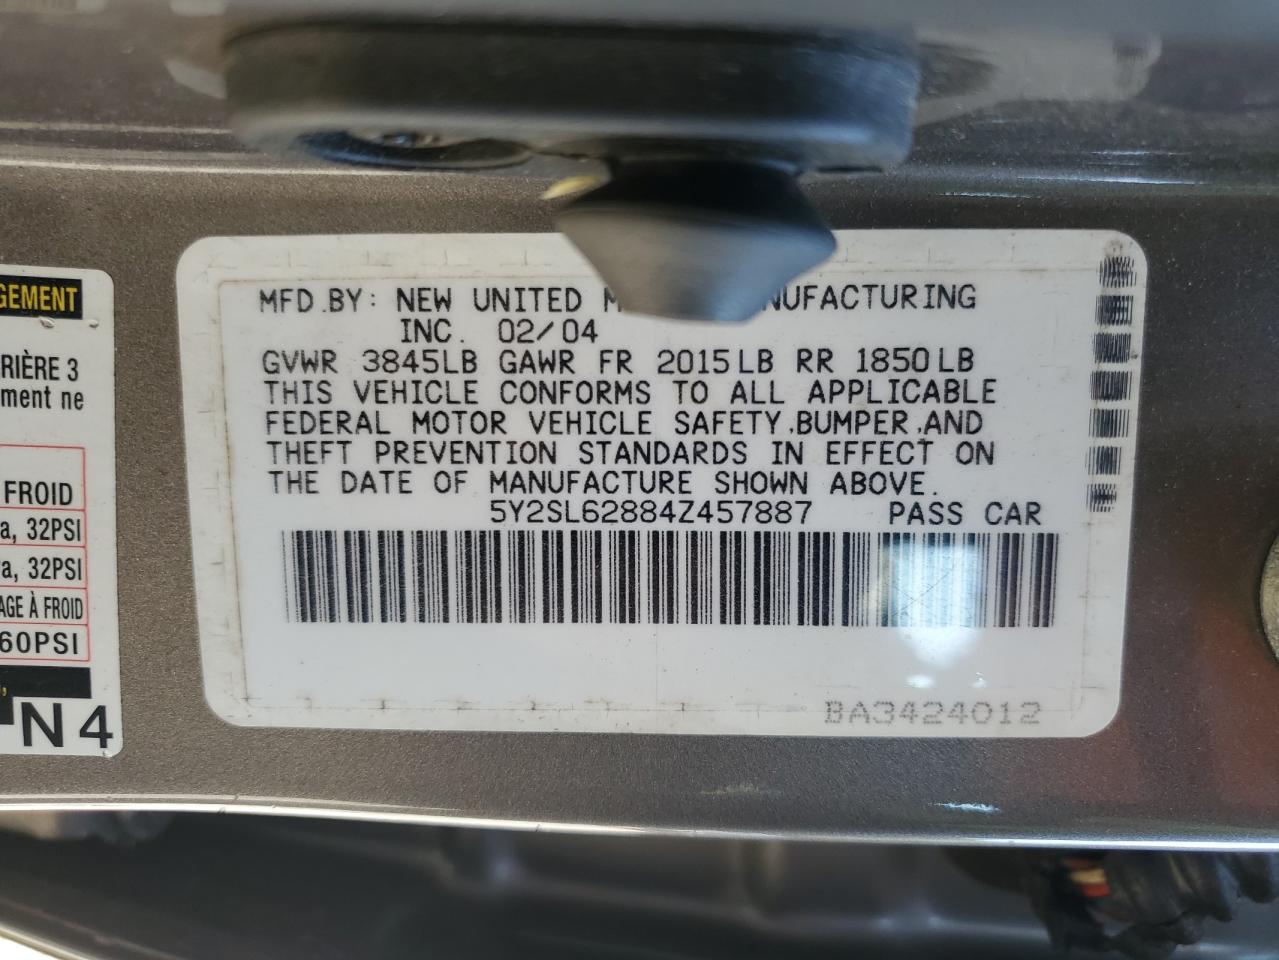 GEMENT
RIÈRE 3
ment ne
FROID
a, 32PSI
a, 32PSI
AGE À FROID
60PSI
N4
MFD.BY: NEW UNITED MANUFACTURING
INC. 02/04
GVWR 3845LB GAWR FR 2015LB RR 1850LB
THIS VEHICLE CONFORMS TO ALL APPLICABLE
FEDERAL MOTOR VEHICLE SAFETY,BUMPER,AND
THEFT PREVENTION STANDARDS IN EFFECT ON
THE DATE OF MANUFACTURE SHOWN ABOVE.
5Y2SL62884Z457887 PASS CAR
BA3424012